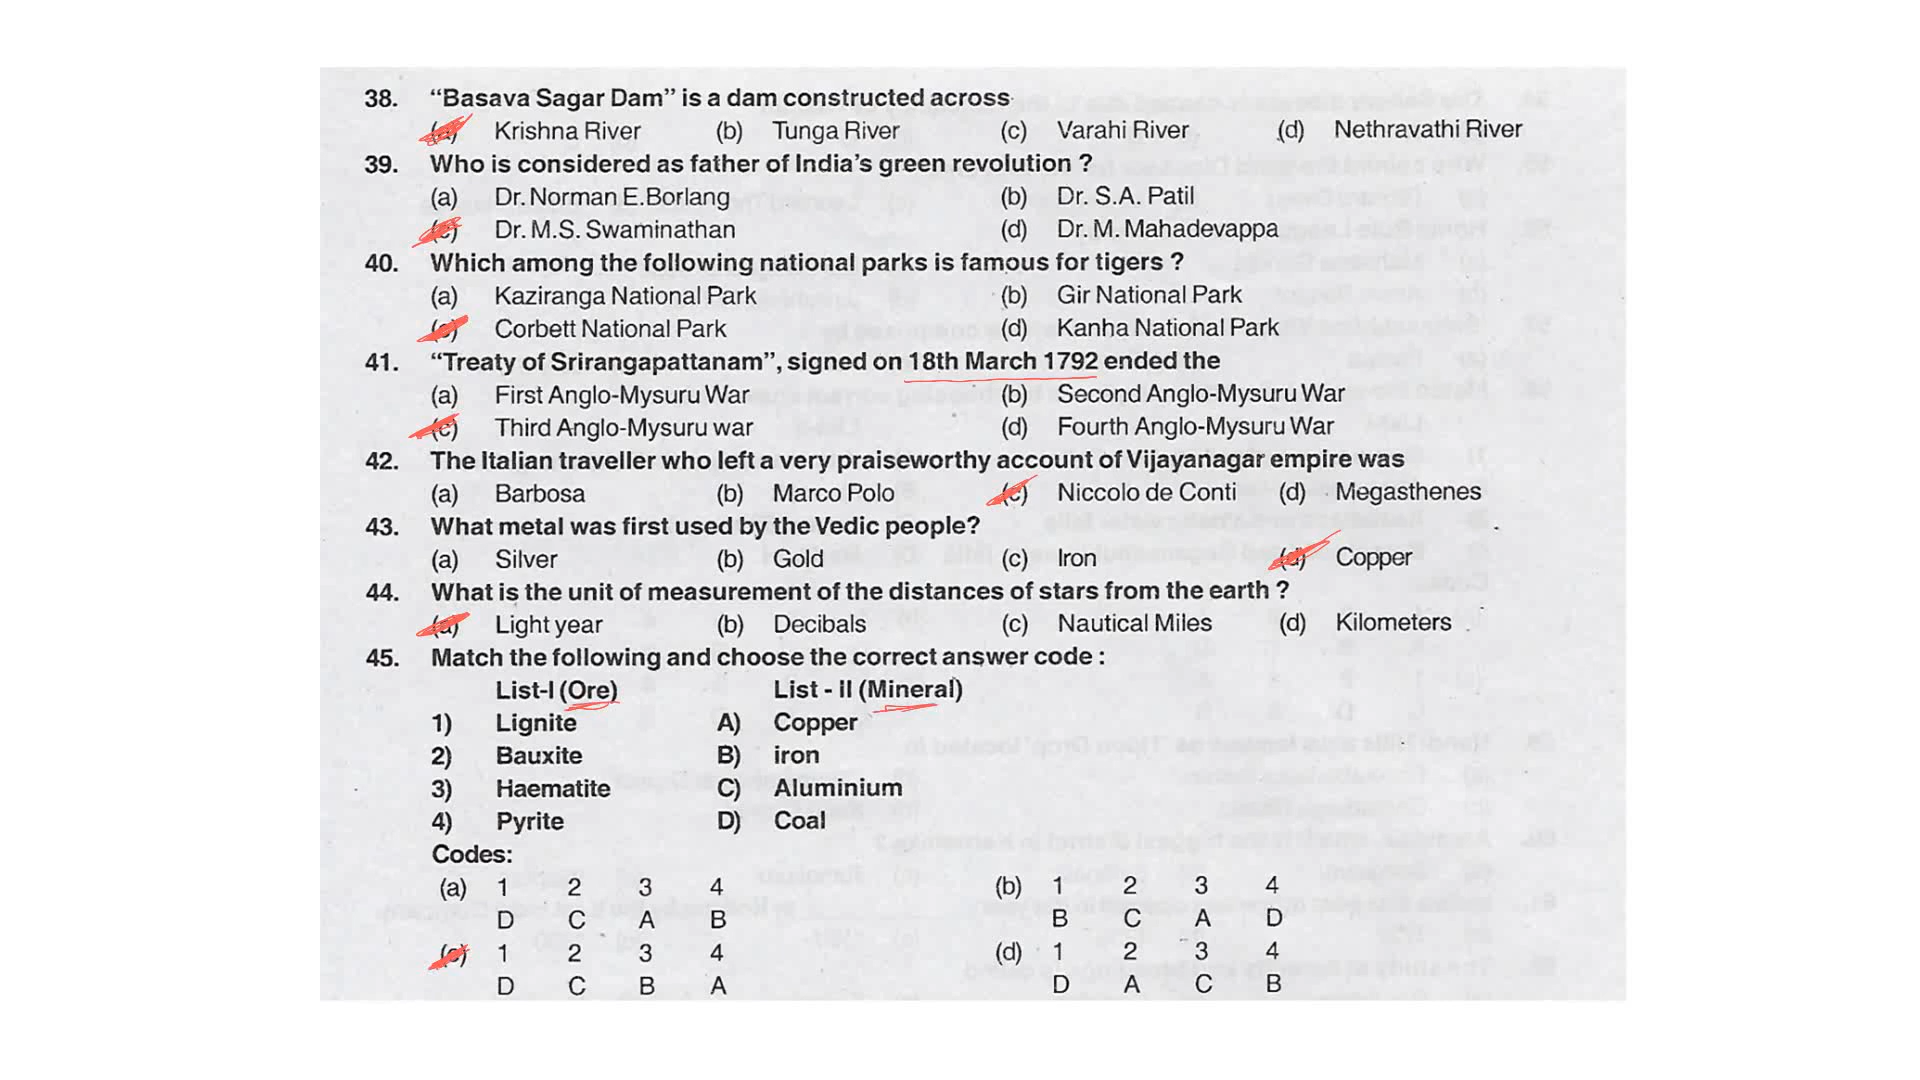 38. “Basava Sagar Dam” is a dam constructed across
(a) Krishna River (b) Tunga River (c) Varahi River (d) Nethravathi River
39. Who is considered as father of India’s green revolution ?
(a) Dr. Norman E.Borlang (b) Dr. S.A. Patil
(c) Dr. M.S. Swaminathan (d) Dr. M. Mahadevappa
40. Which among the following national parks is famous for tigers ?
(a) Kaziranga National Park (b) Gir National Park
(c) Corbett National Park (d) Kanha National Park
41. “Treaty of Srirangapattanam”, signed on 18th March 1792 ended the
(a) First Anglo-Mysuru War (b) Second Anglo-Mysuru War
(c) Third Anglo-Mysuru war (d) Fourth Anglo-Mysuru War
42. The Italian traveller who left a very praiseworthy account of Vijayanagar empire was
(a) Barbosa (b) Marco Polo (c) Niccolo de Conti (d) Megasthenes
43. What metal was first used by the Vedic people?
(a) Silver (b) Gold (c) Iron (d) Copper
44. What is the unit of measurement of the distances of stars from the earth ?
(a) Light year (b) Decibals (c) Nautical Miles (d) Kilometers
45. Match the following and choose the correct answer code :
List-I (Ore) List - II (Mineral)
1) Lignite A) Copper
2) Bauxite B) iron
3) Haematite C) Aluminium
4) Pyrite D) Coal
Codes:
(a) 1 2 3 4 (b) 1 2 3 4
D C A B B C A D
(c) 1 2 3 4 (d) 1 2 3 4
D C B A D A C B